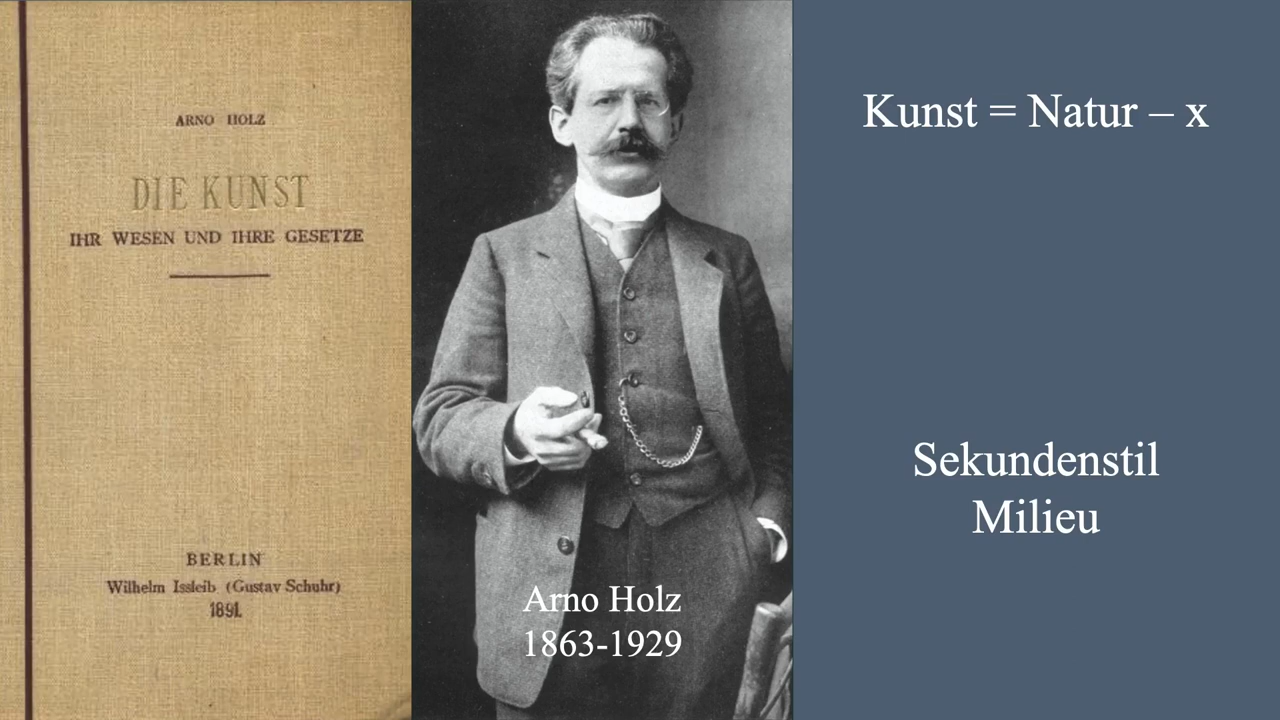 ARNO HOLZ
DIE KUNST
IHR WESEN UND IHRE GESETZE
BERLIN
Wilhelm Issleib (Gustav Schuhr)
1891.
Arno Holz
1863-1929
Kunst = Natur – x
Sekundenstil
Milieu